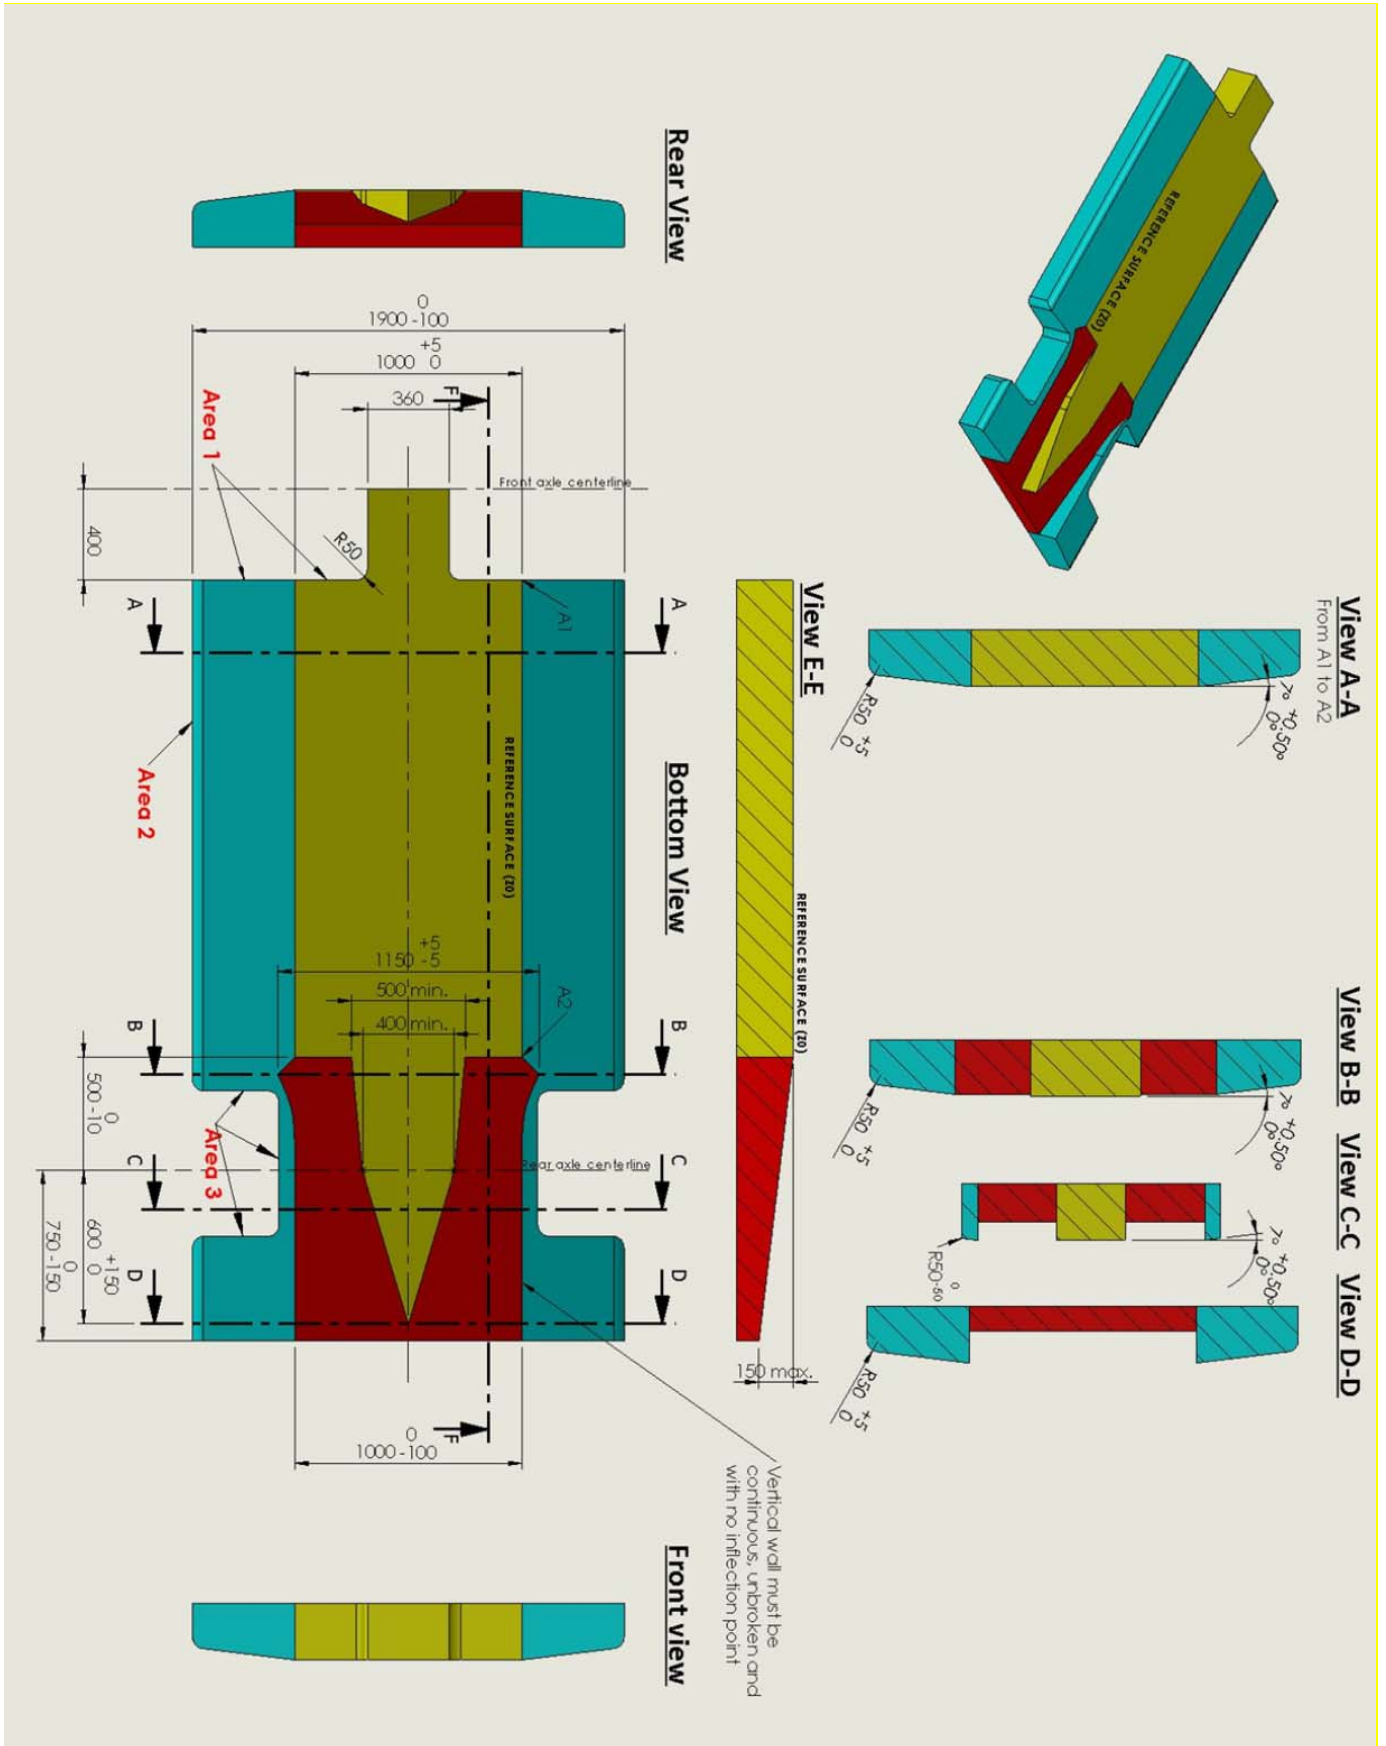 View A-A
From A1 to A2
7° +0.50°
0°
R50 +5
0
View B-B
7° +0.50°
0°
R50 +5
0
View C-C
7° +0.50°
0°
R50 0
-50
View D-D
R50 +5
0
REFERENCE SURFACE (Z0)
View E-E
REFERENCE SURFACE (Z0)
150 max.
Vertical wall must be
continuous, unbroken and
with no inflection point
Rear View
Bottom View
Front view
0
1900 -100
+5
1000 0
360
F
Front axle centerline
400
R50
Area 1
A1
A
A
REFERENCE SURFACE (Z0)
Area 2
+5
1150 -5
500 min.
400 min.
A2
B
B
0
500 -10
Area 3
C
C
Rear axle centerline
+150
600 0
0
750 -150
D
D
F
0
1000 -100